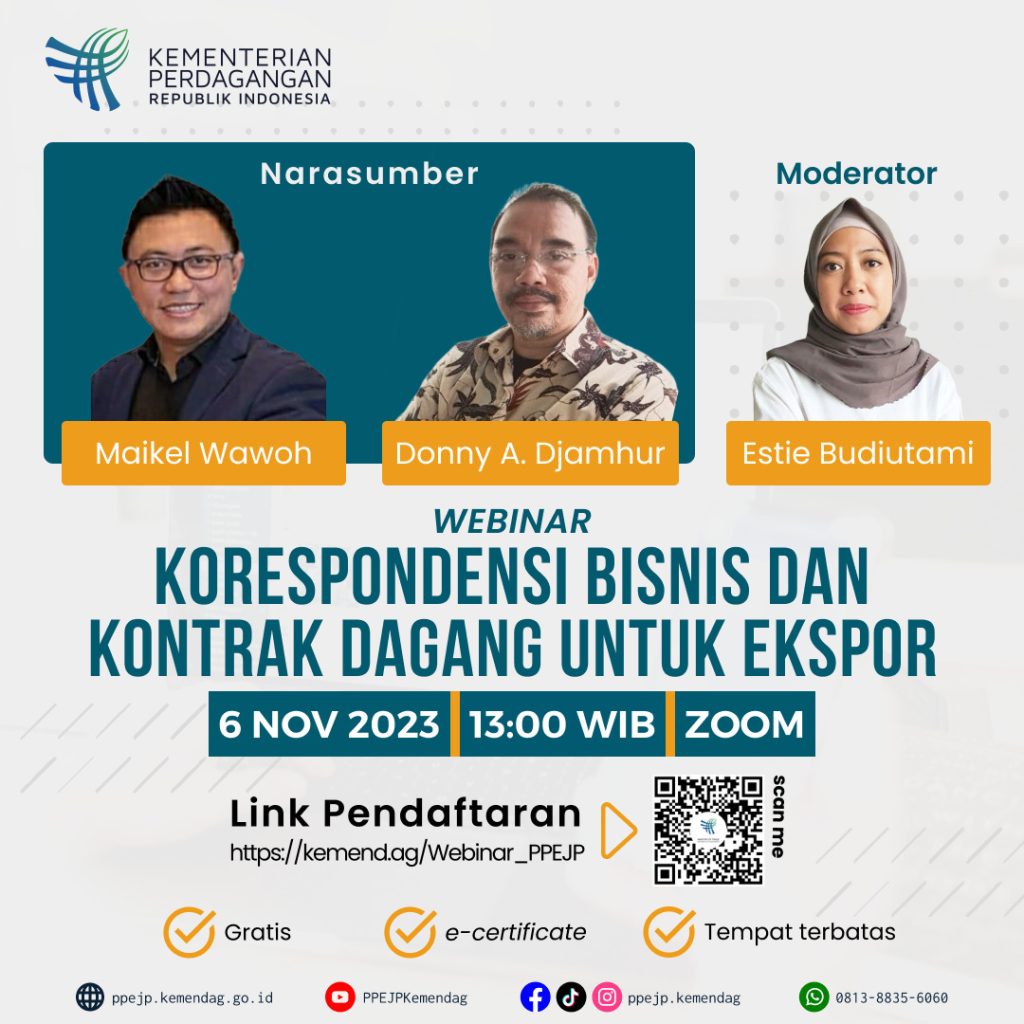 KEMENTERIAN
PERDAGANGAN
REPUBLIK INDONESIA
Narasumber
Moderator
Maikel Wawoh
Donny A. Djamhur
Estie Budiutami
WEBINAR
KORESPONDENSI BISNIS DAN
KONTRAK DAGANG UNTUK EKSPOR
6 NOV 2023
13:00 WIB
ZOOM
Link Pendaftaran
https://kemend.ag/Webinar_PPEJP
scan me
Gratis
e-certificate
Tempat terbatas
ppejp.kemendag.go.id
PPEJPKemendag
ppejp.kemendag
0813-8835-6060